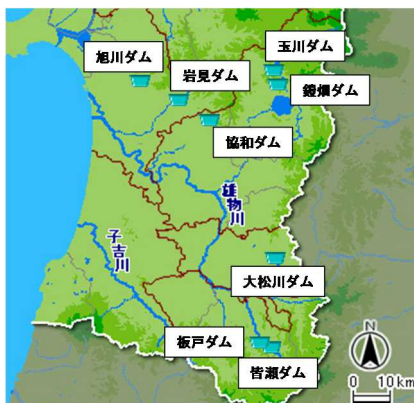 旭川ダム
玉川ダム
岩見ダム
鎧畑ダム
協和ダム
雄物川
子吉川
大松川ダム
板戸ダム
皆瀬ダム
N
0 10km